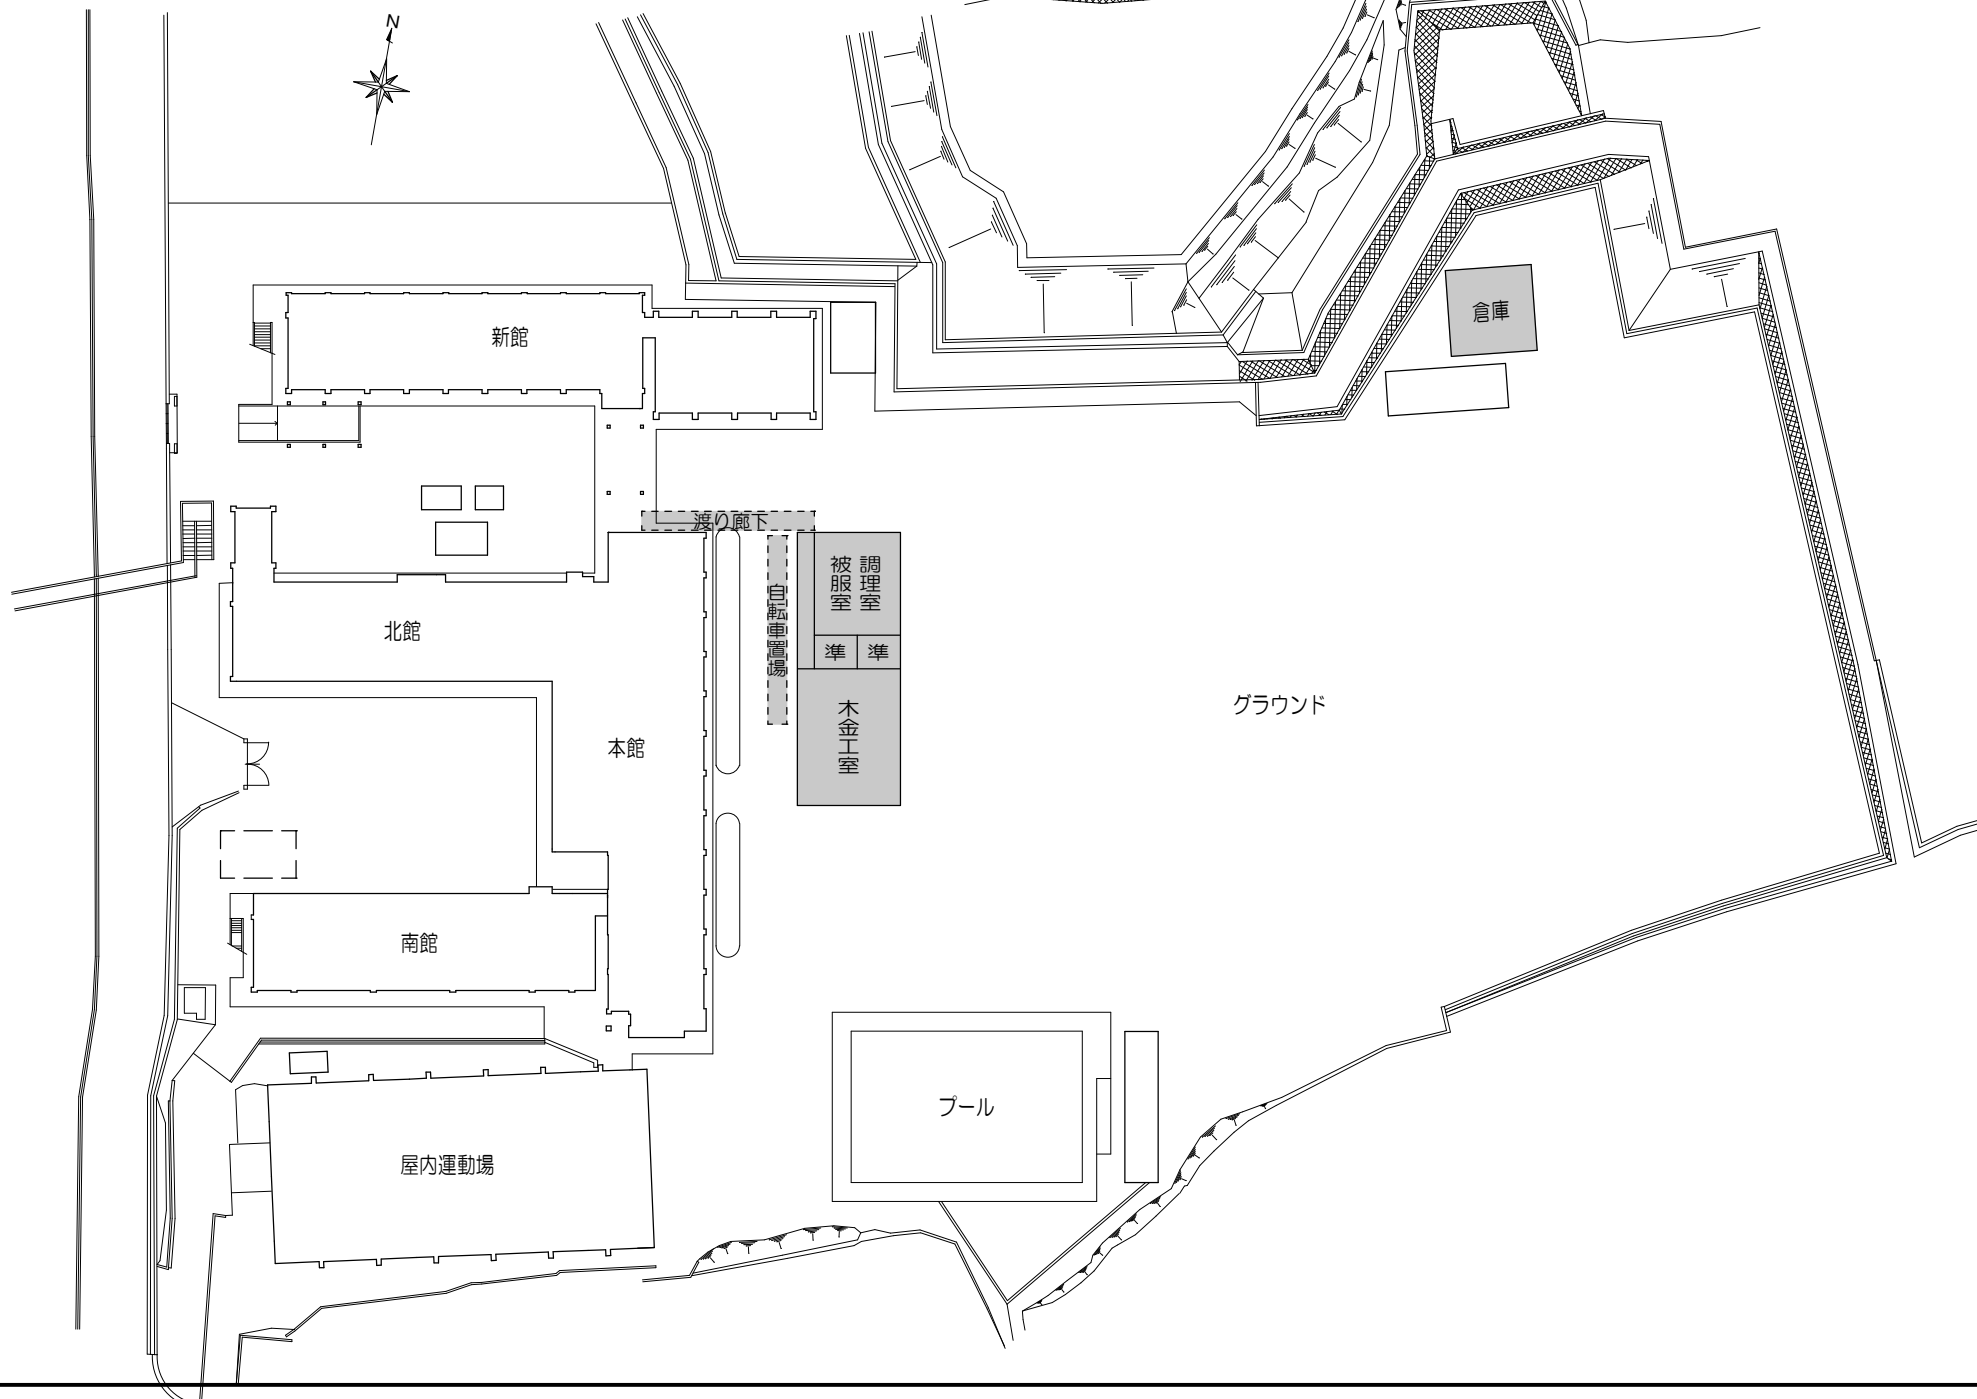 N
新館
倉庫
渡り廊下
調理室
被服室
自転車置場
準
準
北館
木金工室
グラウンド
本館
南館
プール
屋内運動場